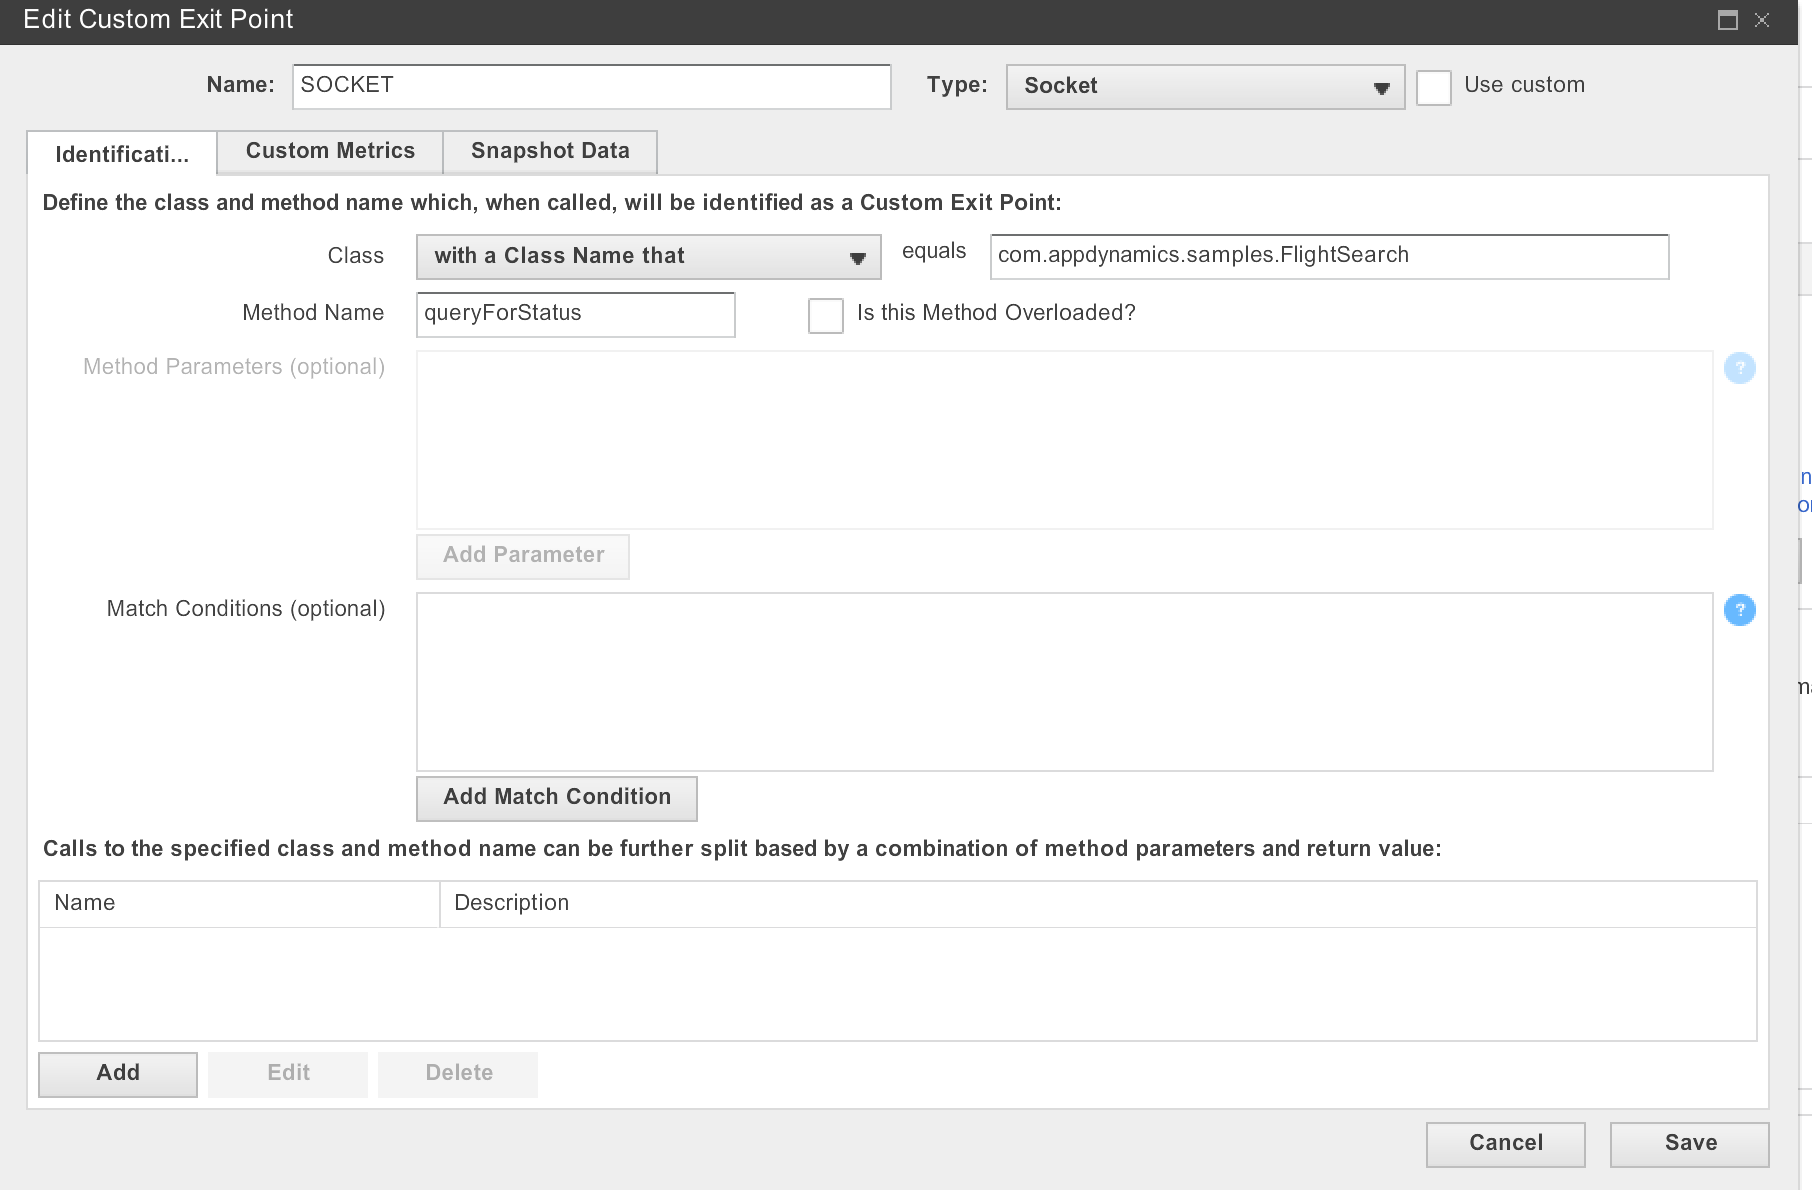 Edit Custom Exit Point
Name: SOCKET Type: Socket Use custom
Identificati... Custom Metrics Snapshot Data
Define the class and method name which, when called, will be identified as a Custom Exit Point:
Class with a Class Name that equals com.appdynamics.samples.FlightSearch
Method Name queryForStatus Is this Method Overloaded?
Method Parameters (optional) ?
Add Parameter
Match Conditions (optional) ?
Add Match Condition
Calls to the specified class and method name can be further split based by a combination of method parameters and return value:
Name Description
Add Edit Delete
Cancel Save